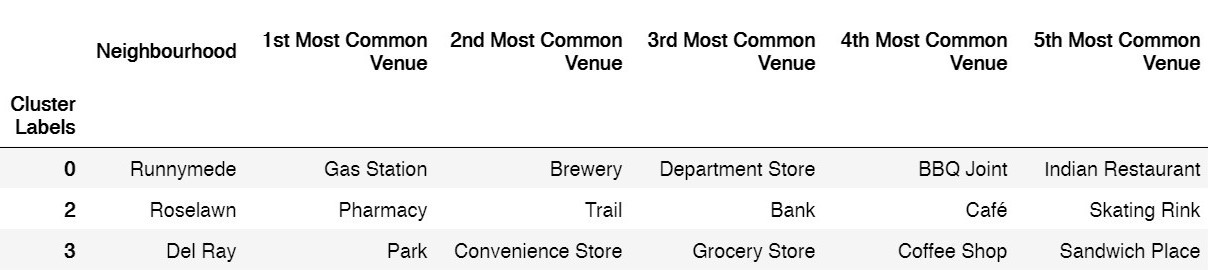 Neighbourhood 1st Most Common Venue 2nd Most Common Venue 3rd Most Common Venue 4th Most Common Venue 5th Most Common Venue
Cluster Labels
0 Runnymede Gas Station Brewery Department Store BBQ Joint Indian Restaurant
2 Roselawn Pharmacy Trail Bank Café Skating Rink
3 Del Ray Park Convenience Store Grocery Store Coffee Shop Sandwich Place